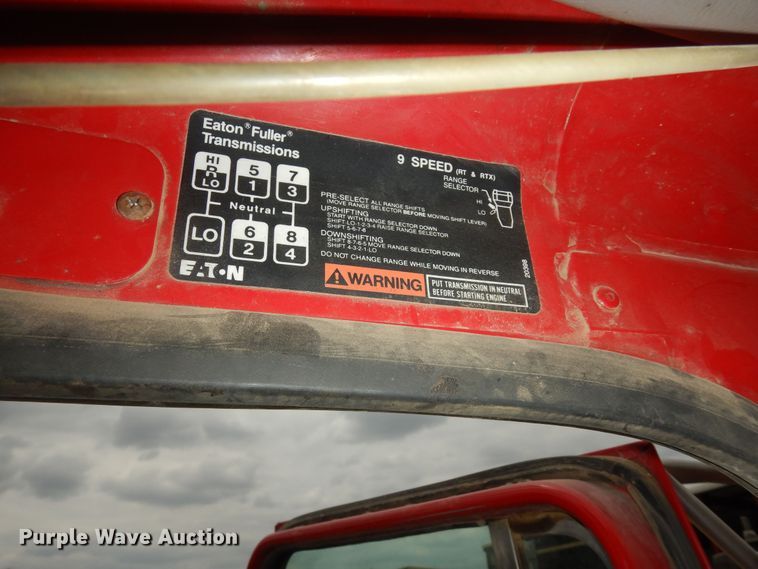 Eaton® Fuller®
Transmissions
9 SPEED (RT & RTX)
HI
R
LO
5
1
7
3
Neutral
LO
6
2
8
4
EATON
RANGE
SELECTOR
HI
LO
PRE-SELECT ALL RANGE SHIFTS
(MOVE RANGE SELECTOR BEFORE MOVING SHIFT LEVER)
UPSHIFTING
START WITH RANGE SELECTOR DOWN
SHIFT-LO-1-2-3-4 RAISE RANGE SELECTOR
SHIFT 5-6-7-8
DOWNSHIFTING
SHIFT 8-7-6-5 MOVE RANGE SELECTOR DOWN
SHIFT 4-3-2-1-LO
DO NOT CHANGE RANGE WHILE MOVING IN REVERSE
WARNING
PUT TRANSMISSION IN NEUTRAL
BEFORE STARTING ENGINE
20398
Purple Wave Auction®